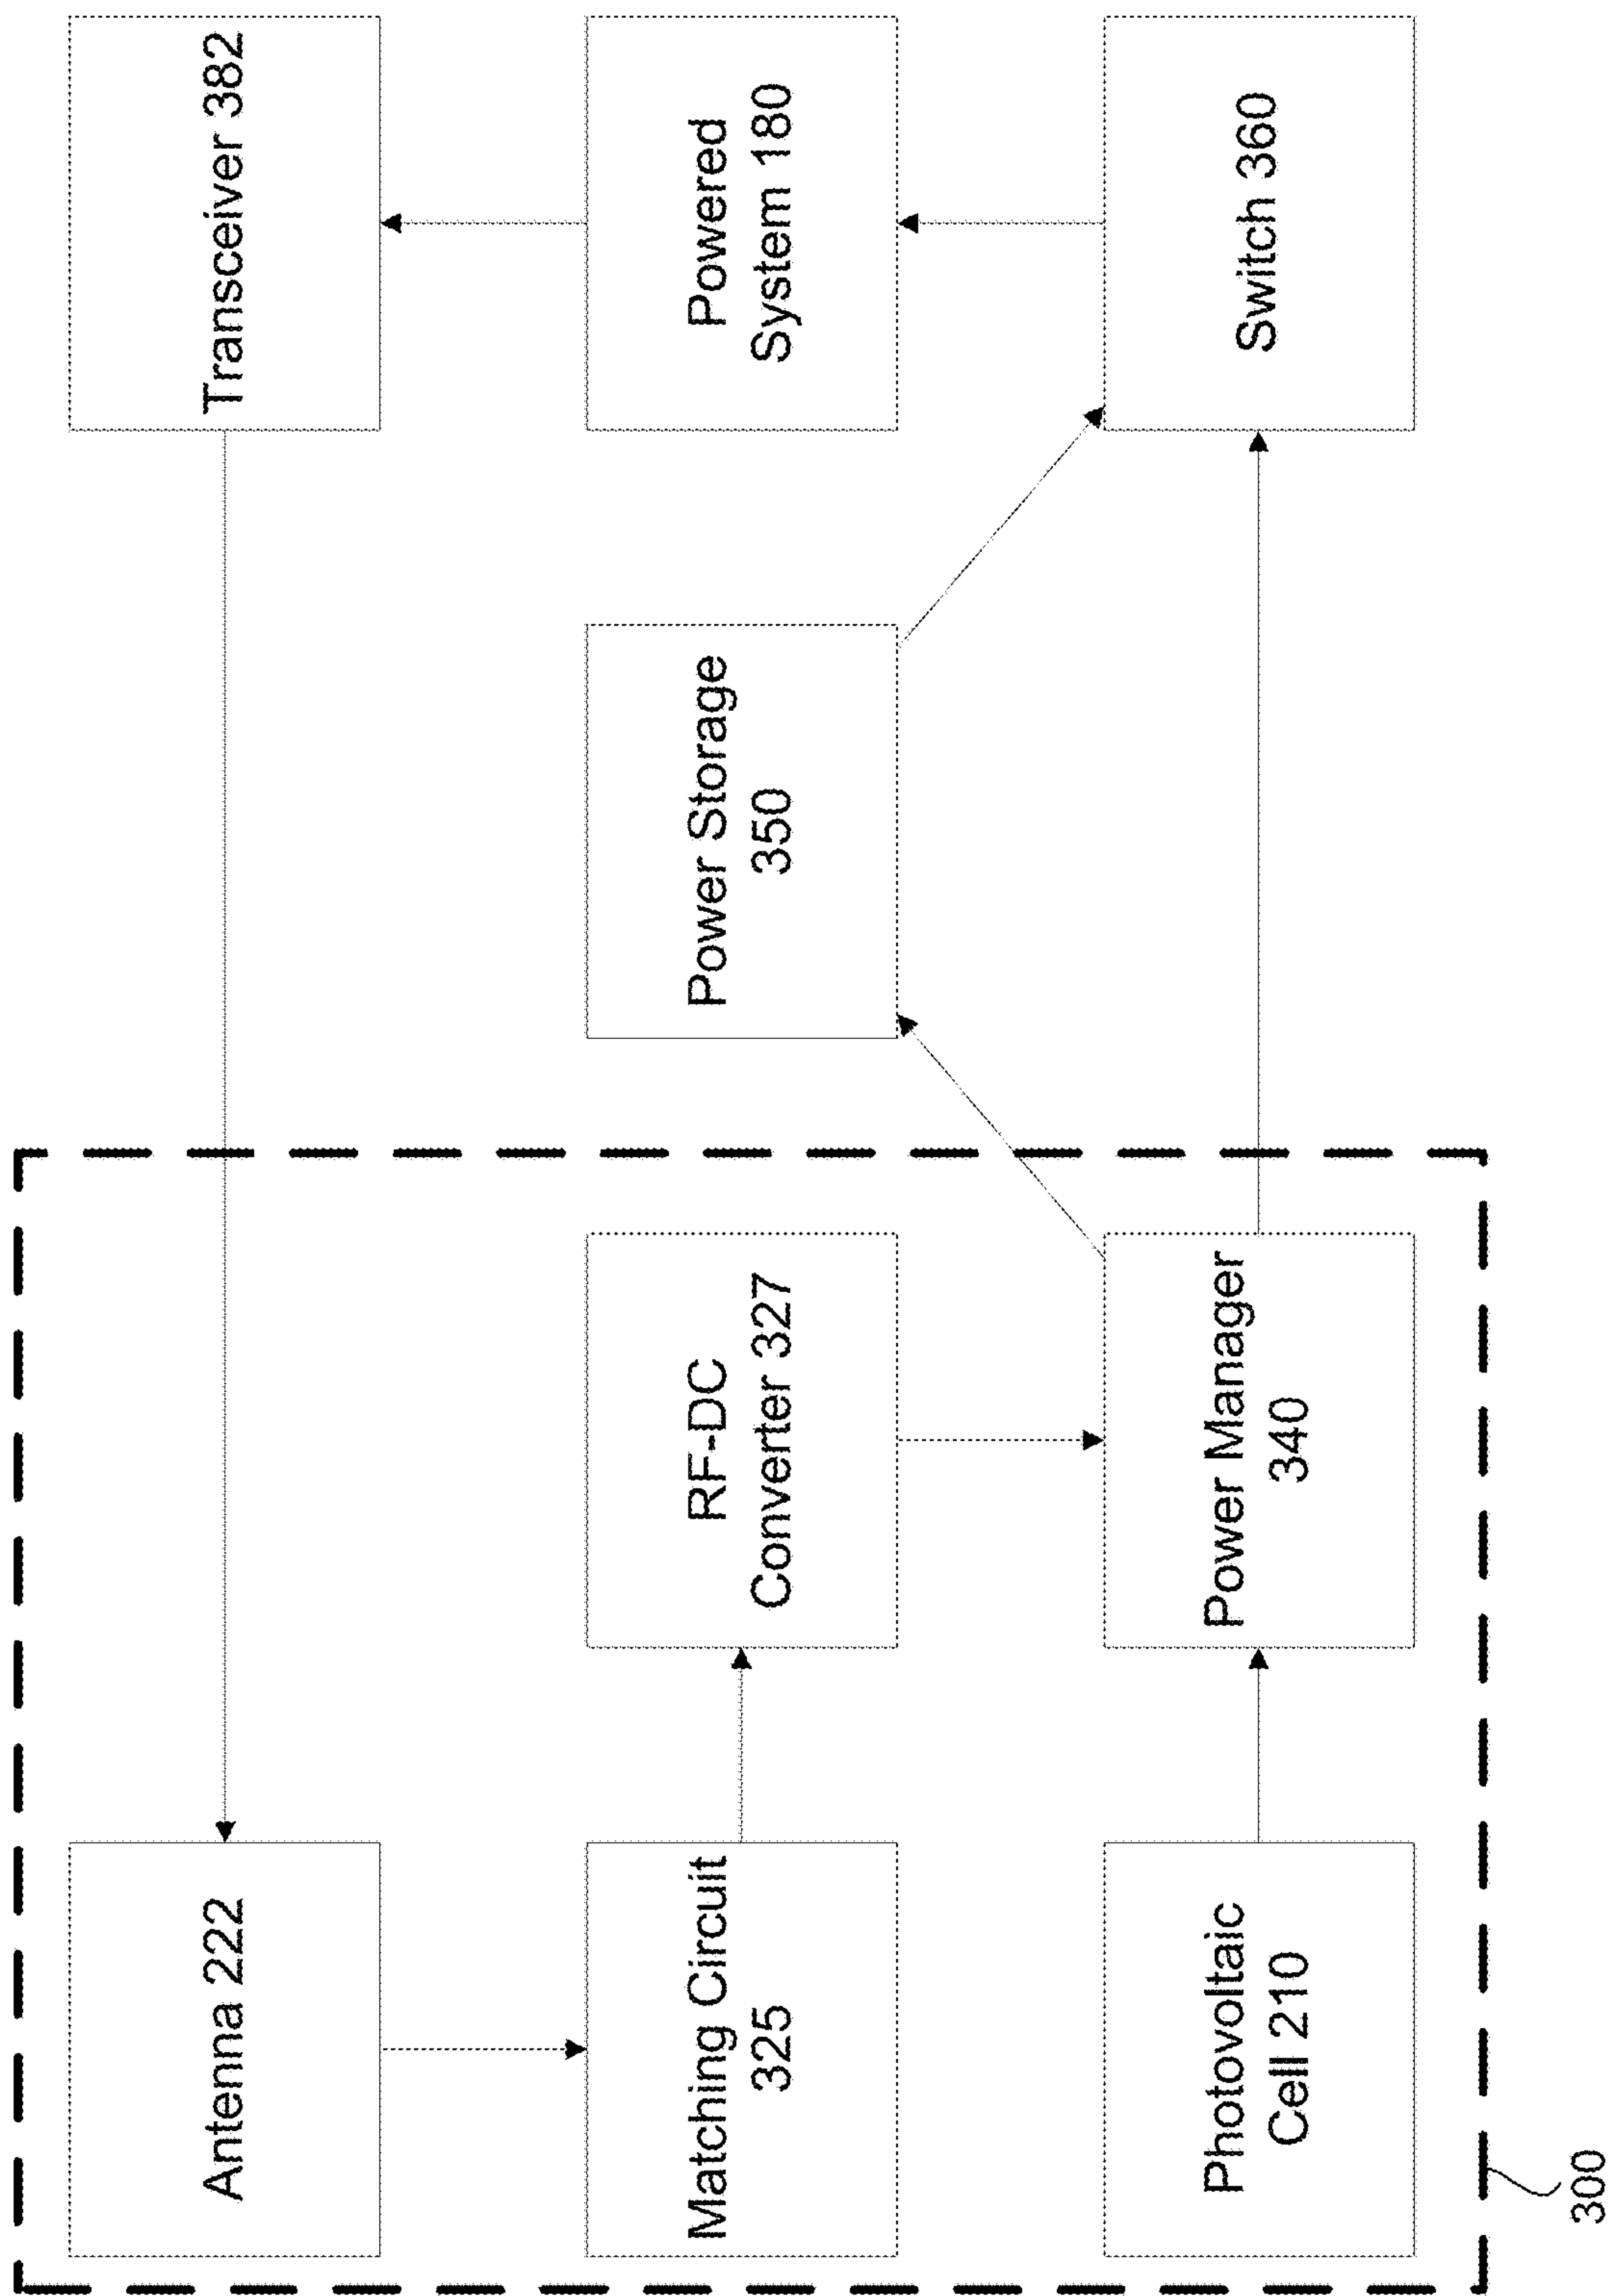 Antenna 222
Transceiver 382
Matching Circuit
325
RF-DC
Converter 327
Power Storage
350
Powered
System 180
Photovoltaic
Cell 210
Power Manager
340
Switch 360
300